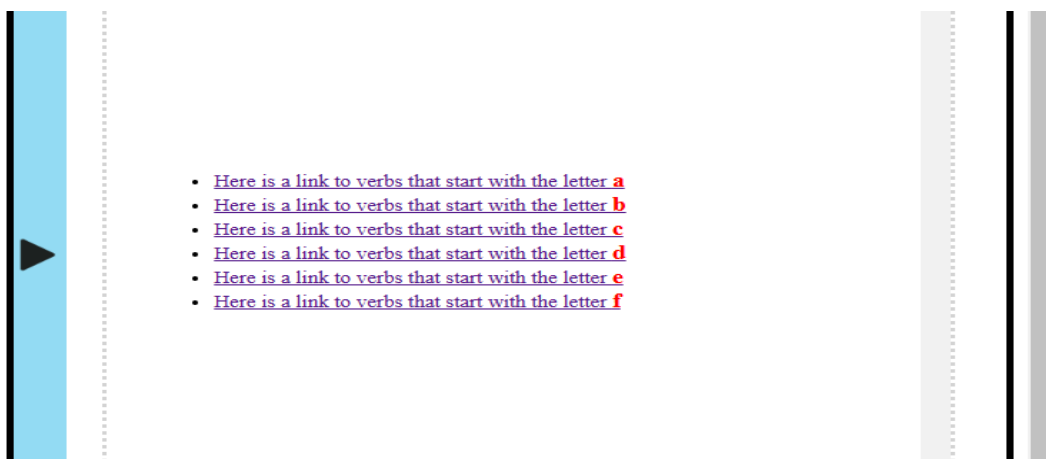 Here is a link to verbs that start with the letter a
Here is a link to verbs that start with the letter b
Here is a link to verbs that start with the letter c
Here is a link to verbs that start with the letter d
Here is a link to verbs that start with the letter e
Here is a link to verbs that start with the letter f